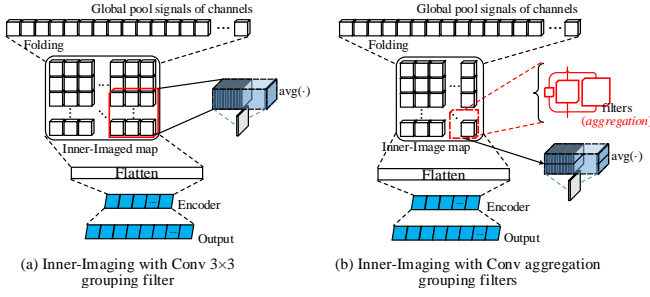 Global pool signals of channels
Folding
avg(·)
Inner-Imaged map
Flatten
Encoder
Output
(a) Inner-Imaging with Conv 3×3
grouping filter
Global pool signals of channels
Folding
filters
(aggregation)
Inner-Image map
avg(·)
Flatten
Encoder
Output
(b) Inner-Imaging with Conv aggregation
grouping filters